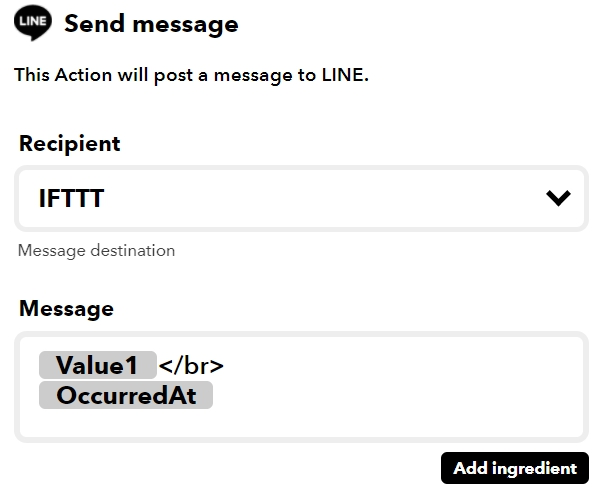 LINE Send message
This Action will post a message to LINE.
Recipient
IFTTT
Message destination
Message
Value1 </br>
OccurredAt
Add ingredient